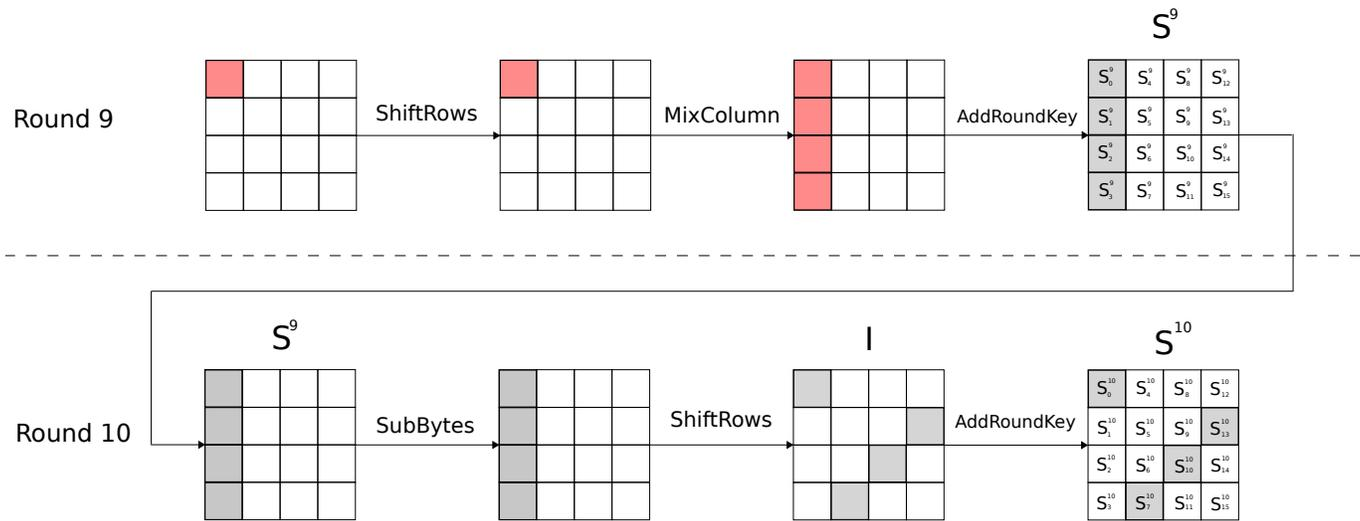 S⁹
Round 9
ShiftRows
MixColumn
AddRoundKey
S₀⁹ S₄⁹ S₈⁹ S₁₂⁹
S₁⁹ S₅⁹ S₉⁹ S₁₃⁹
S₂⁹ S₆⁹ S₁₀⁹ S₁₄⁹
S₃⁹ S₇⁹ S₁₁⁹ S₁₅⁹
S⁹
I
S¹⁰
Round 10
SubBytes
ShiftRows
AddRoundKey
S₀¹⁰ S₄¹⁰ S₈¹⁰ S₁₂¹⁰
S₁¹⁰ S₅¹⁰ S₉¹⁰ S₁₃¹⁰
S₂¹⁰ S₆¹⁰ S₁₀¹⁰ S₁₄¹⁰
S₃¹⁰ S₇¹⁰ S₁₁¹⁰ S₁₅¹⁰